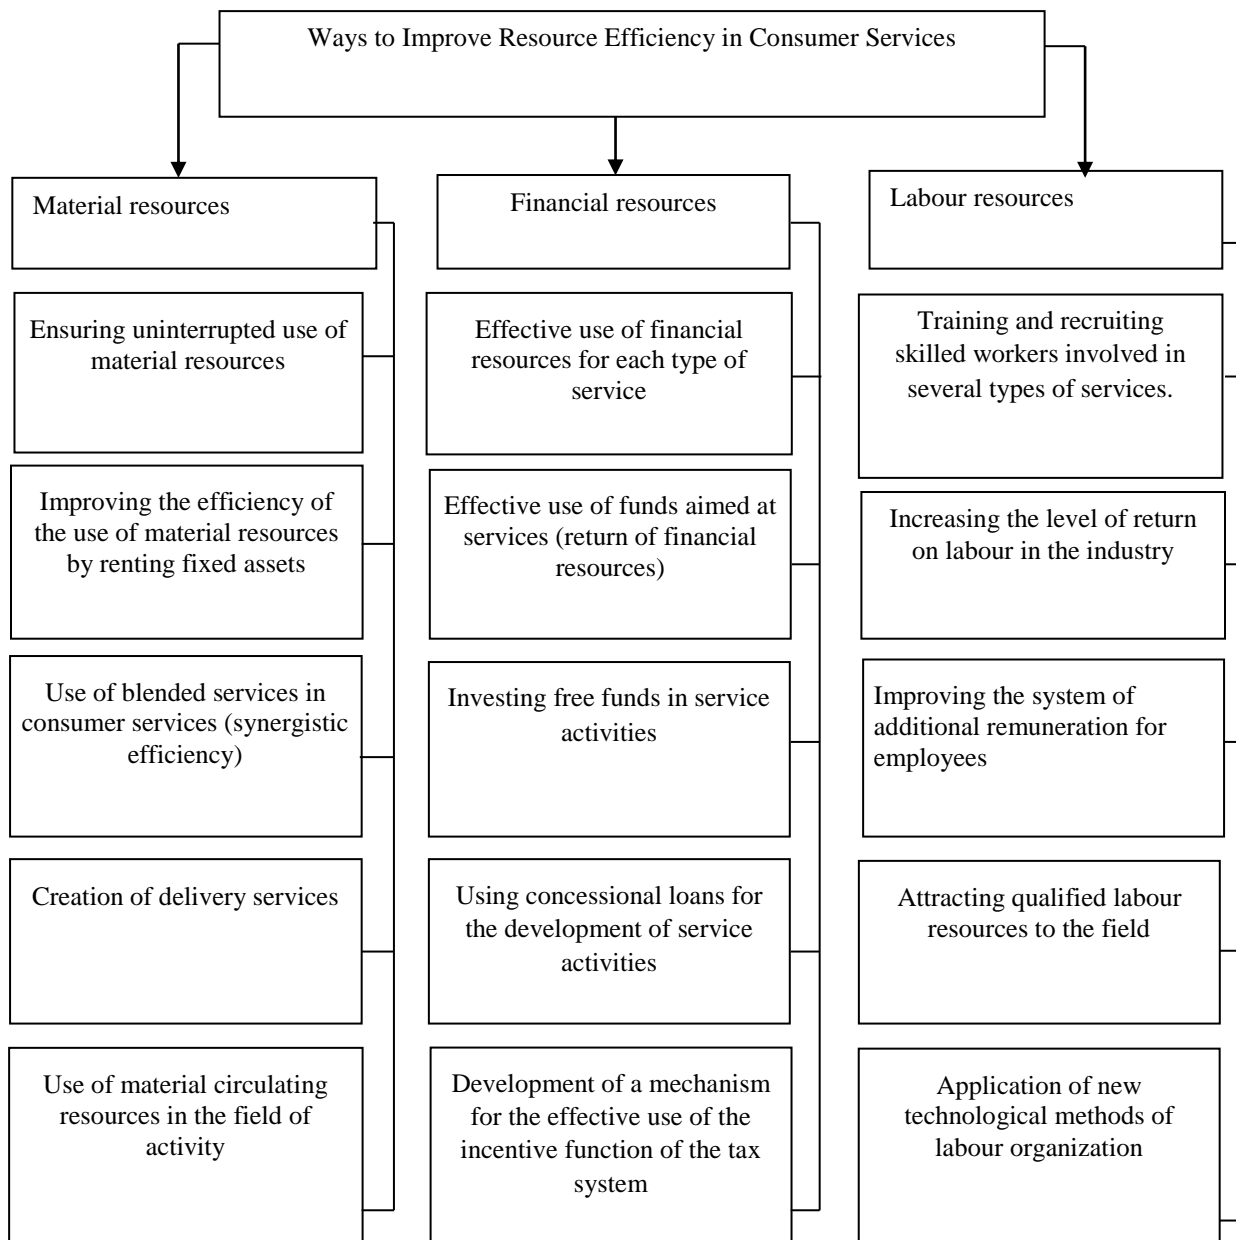 Ways to Improve Resource Efficiency in Consumer Services
Material resources
Ensuring uninterrupted use of
material resources
Improving the efficiency of
the use of material resources
by renting fixed assets
Use of blended services in
consumer services (synergistic
efficiency)
Creation of delivery services
Use of material circulating
resources in the field of
activity
Financial resources
Effective use of financial
resources for each type of
service
Effective use of funds aimed at
services (return of financial
resources)
Investing free funds in service
activities
Using concessional loans for
the development of service
activities
Development of a mechanism
for the effective use of the
incentive function of the tax
system
Labour resources
Training and recruiting
skilled workers involved in
several types of services.
Increasing the level of return
on labour in the industry
Improving the system of
additional remuneration for
employees
Attracting qualified labour
resources to the field
Application of new
technological methods of
labour organization